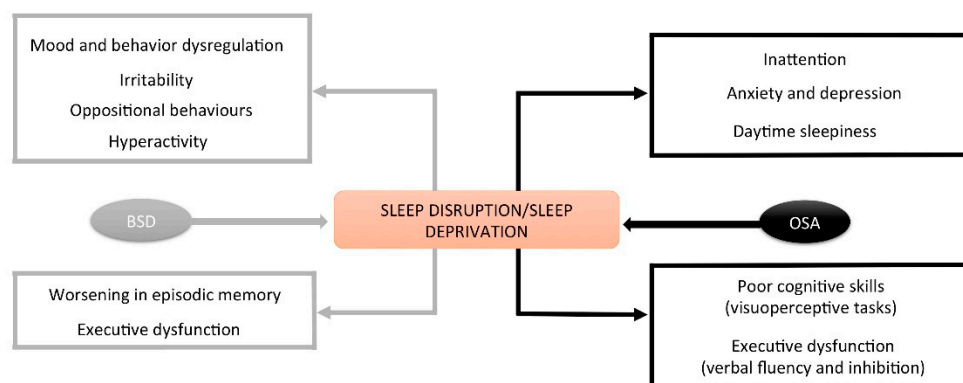 Mood and behavior dysregulation
Irritability
Oppositional behaviours
Hyperactivity
Inattention
Anxiety and depression
Daytime sleepiness
BSD
SLEEP DISRUPTION/SLEEP
DEPRIVATION
OSA
Worsening in episodic memory
Executive dysfunction
Poor cognitive skills
(visuoperceptive tasks)
Executive dysfunction
(verbal fluency and inhibition)